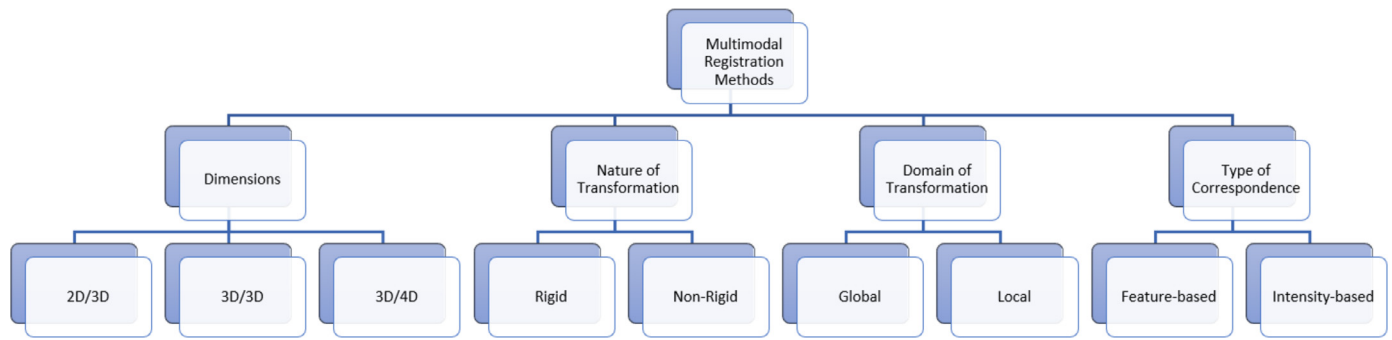 Multimodal
Registration
Methods
Dimensions
Nature of
Transformation
Domain of
Transformation
Type of
Correspondence
2D/3D
3D/3D
3D/4D
Rigid
Non-Rigid
Global
Local
Feature-based
Intensity-based